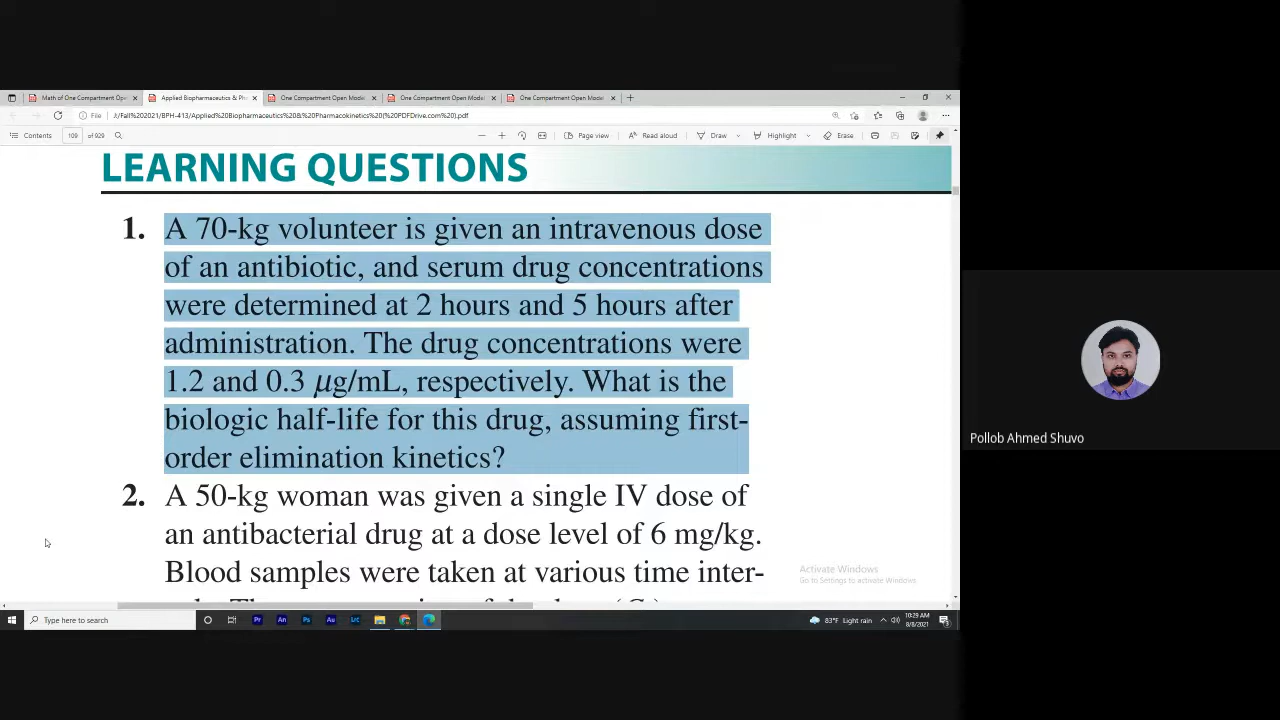 Math of One Compartment Ope
Applied Biopharmaceutics & Ph
One Compartment Open Model
One Compartment Open Model
One Compartment Open Model
File
J:/Fall%202021/BPH-413/Applied%20Biopharmaceutics%20&%20Pharmacokinetics%20(%20PDFDrive.com%20).pdf
Contents
109
of 929
Page view
Read aloud
Draw
Highlight
Erase
LEARNING QUESTIONS
1. A 70-kg volunteer is given an intravenous dose
of an antibiotic, and serum drug concentrations
were determined at 2 hours and 5 hours after
administration. The drug concentrations were
1.2 and 0.3 μg/mL, respectively. What is the
biologic half-life for this drug, assuming first-
order elimination kinetics?
2. A 50-kg woman was given a single IV dose of
an antibacterial drug at a dose level of 6 mg/kg.
Blood samples were taken at various time inter-
Activate Windows
Go to Settings to activate Windows
Pollob Ahmed Shuvo
Type here to search
Pr
An
Ps
Au
LrC
83°F Light rain
10:29 AM
8/8/2021